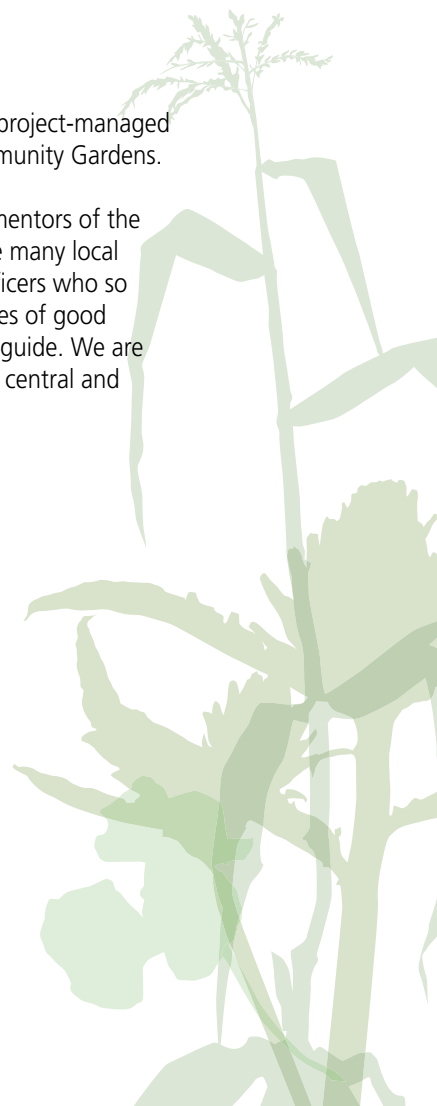 project-managed
munity Gardens.
mentors of the
e many local
ficers who so
es of good
guide. We are
central and